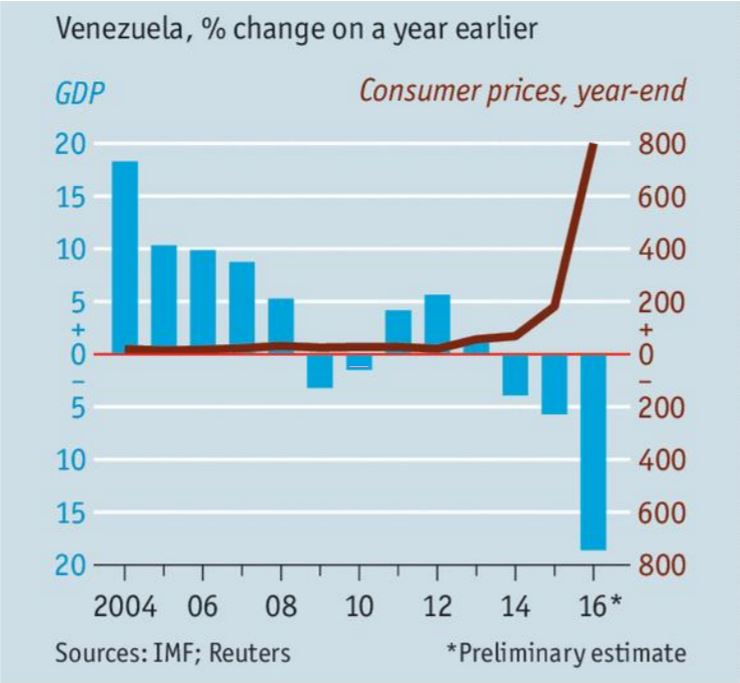 Venezuela, % change on a year earlier
GDP Consumer prices, year-end
20 800
15 600
10 400
5 200
+ +
0 0
– –
5 200
10 400
15 600
20 800
2004 06 08 10 12 14 16*
Sources: IMF; Reuters *Preliminary estimate